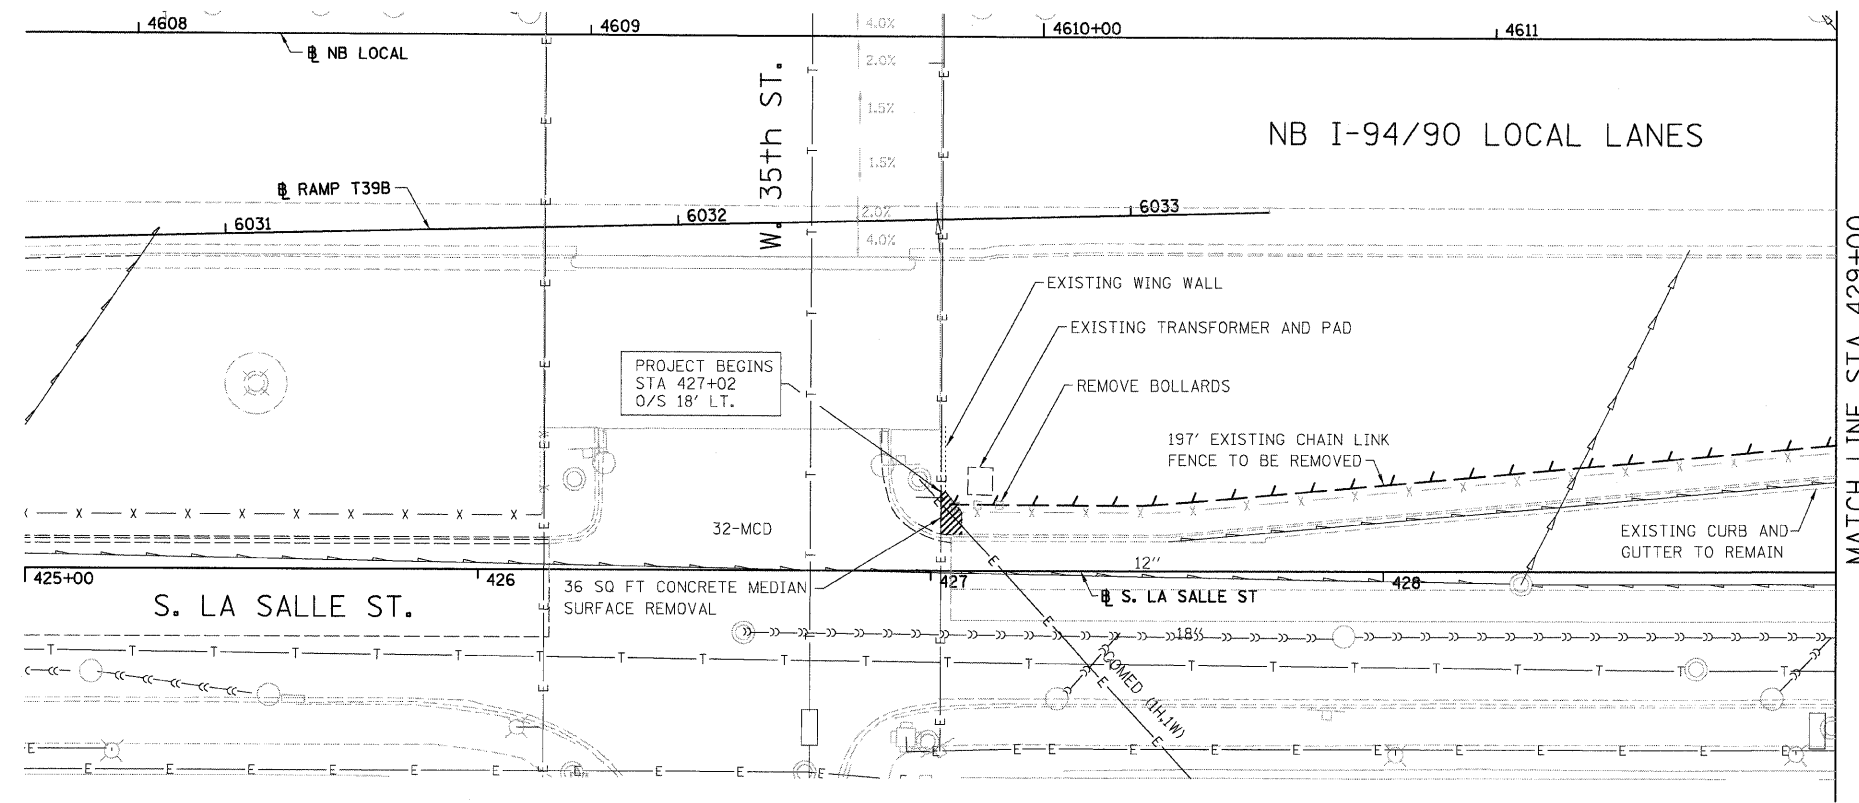 4608
4609
4610+00
4611
℄ NB LOCAL
4.0%
2.0%
1.5%
1.5%
2.0%
4.0%
W. 35th ST.
NB I-94/90 LOCAL LANES
℄ RAMP T39B
6031
6032
6033
EXISTING WING WALL
EXISTING TRANSFORMER AND PAD
REMOVE BOLLARDS
PROJECT BEGINS
STA 427+02
O/S 18' LT.
197' EXISTING CHAIN LINK
FENCE TO BE REMOVED
MATCH LINE STA 429+00
32-MCD
EXISTING CURB AND
GUTTER TO REMAIN
12"
425+00
426
427
428
36 SQ FT CONCRETE MEDIAN
SURFACE REMOVAL
℄ S. LA SALLE ST
S. LA SALLE ST.
18"
COMED (1H,1W)